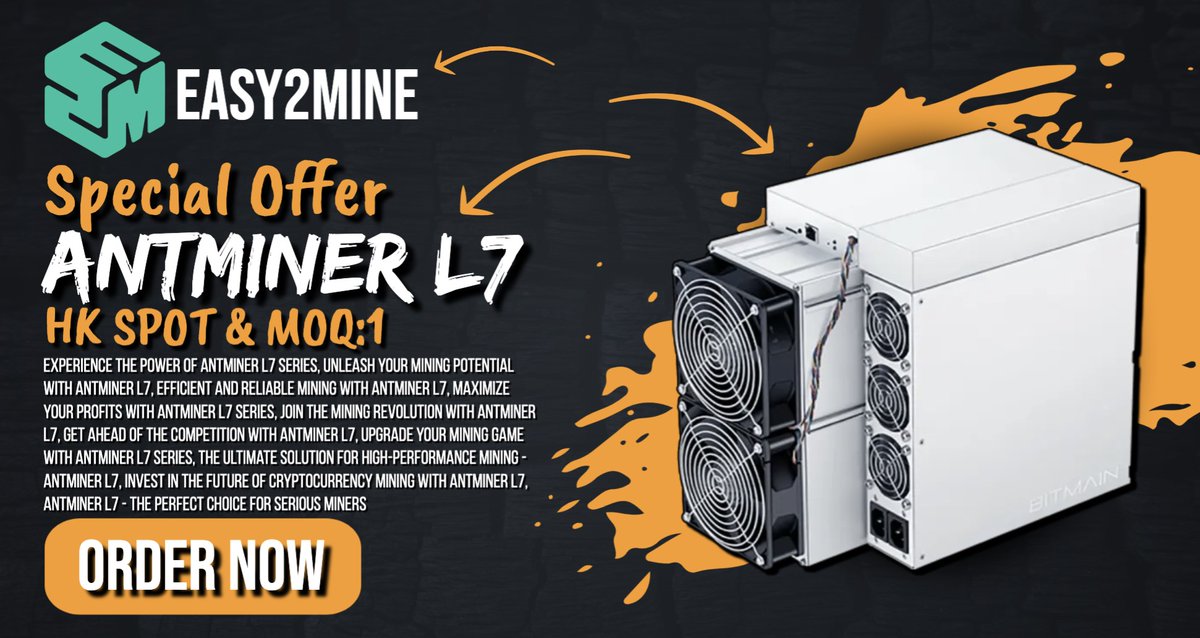 EASY2MINE
Special Offer
ANTMINER L7
HK SPOT & MOQ:1
EXPERIENCE THE POWER OF ANTMINER L7 SERIES, UNLEASH YOUR MINING POTENTIAL
WITH ANTMINER L7, EFFICIENT AND RELIABLE MINING WITH ANTMINER L7, MAXIMIZE
YOUR PROFITS WITH ANTMINER L7 SERIES, JOIN THE MINING REVOLUTION WITH ANTMINER
L7, GET AHEAD OF THE COMPETITION WITH ANTMINER L7, UPGRADE YOUR MINING GAME
WITH ANTMINER L7 SERIES, THE ULTIMATE SOLUTION FOR HIGH-PERFORMANCE MINING -
ANTMINER L7, INVEST IN THE FUTURE OF CRYPTOCURRENCY MINING WITH ANTMINER L7,
ANTMINER L7 - THE PERFECT CHOICE FOR SERIOUS MINERS
ORDER NOW
BITMAIN